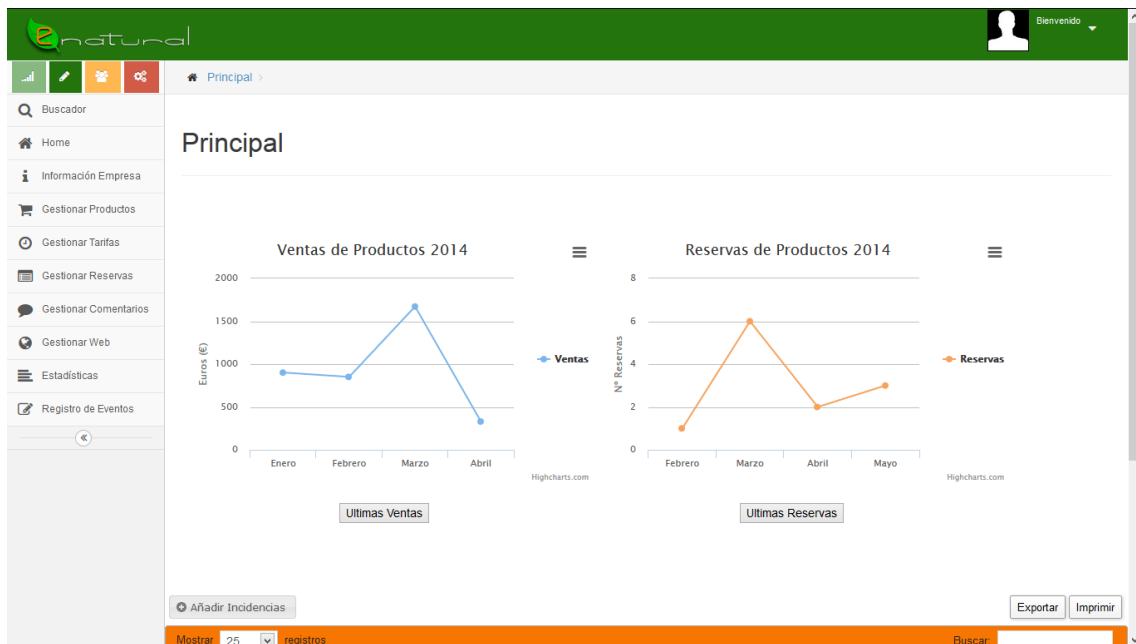 enatural
Bienvenido
Principal
Buscador
Home
Información Empresa
Gestionar Productos
Gestionar Tarifas
Gestionar Reservas
Gestionar Comentarios
Gestionar Web
Estadísticas
Registro de Eventos
Principal
Ventas de Productos 2014
2000
1500
1000
500
0
Euros (€)
Enero Febrero Marzo Abril
Ventas
Highcharts.com
Ultimas Ventas
Reservas de Productos 2014
8
6
4
2
0
Nº Reservas
Febrero Marzo Abril Mayo
Reservas
Highcharts.com
Ultimas Reservas
Añadir Incidencias
Exportar Imprimir
Mostrar 25 registros Buscar: